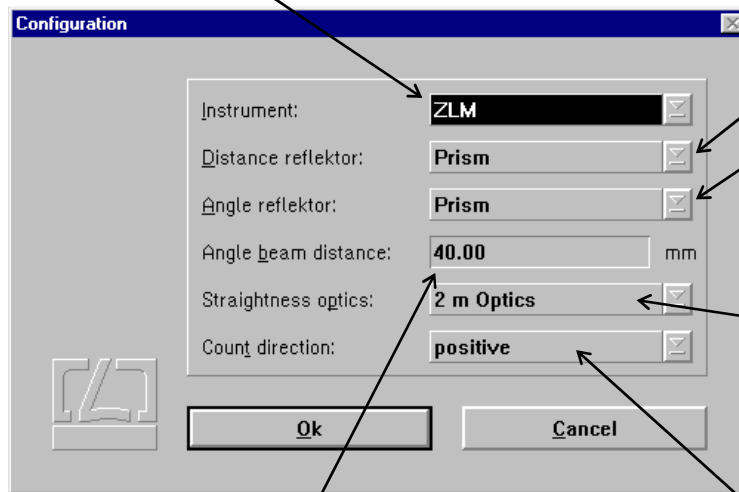 Configuration
Instrument: ZLM
Distance reflektor: Prism
Angle reflektor: Prism
Angle beam distance: 40.00 mm
Straightness optics: 2 m Optics
Count direction: positive
Ok Cancel